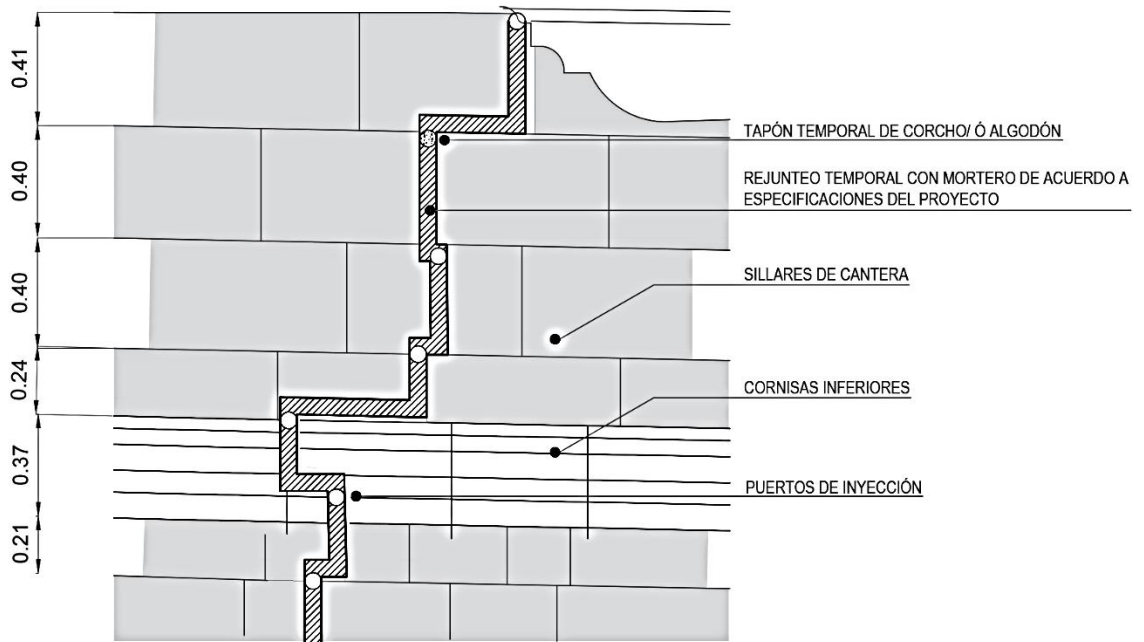 0.41
0.40
0.40
0.24
0.37
0.21
TAPÓN TEMPORAL DE CORCHO/ Ó ALGODÓN
REJUNTEO TEMPORAL CON MORTERO DE ACUERDO A
ESPECIFICACIONES DEL PROYECTO
SILLARES DE CANTERA
CORNISAS INFERIORES
PUERTOS DE INYECCIÓN